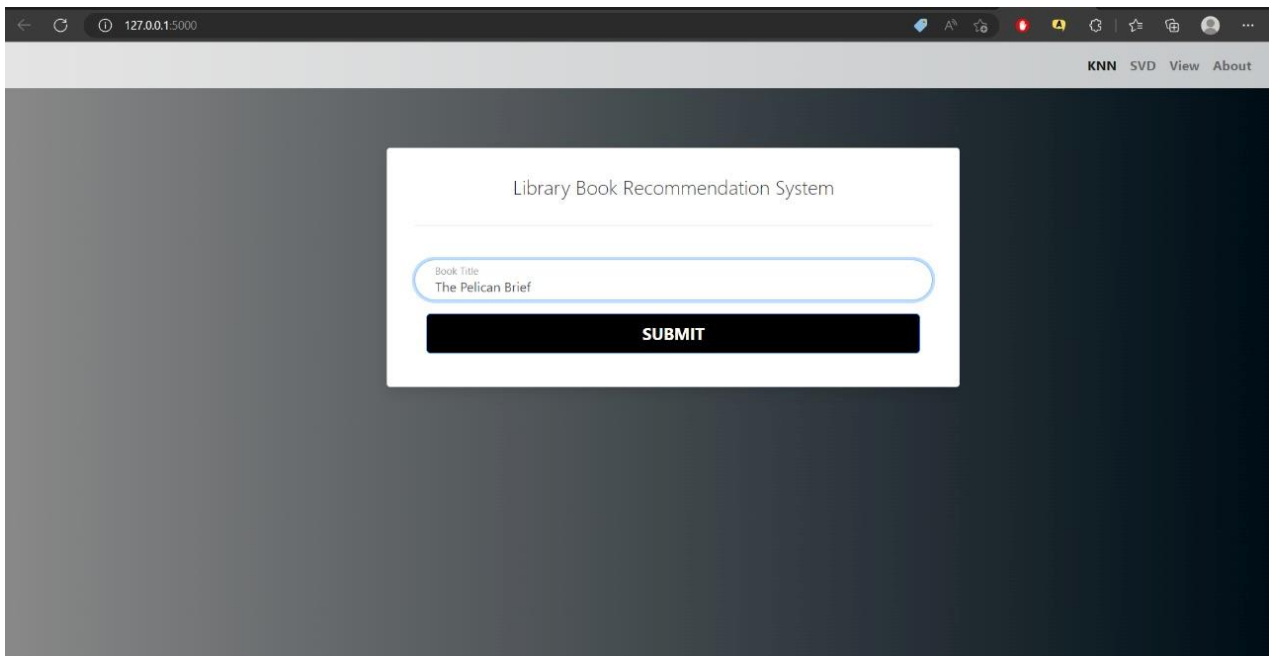 127.0.0.1:5000
KNN SVD View About
Library Book Recommendation System
Book Title
The Pelican Brief
SUBMIT